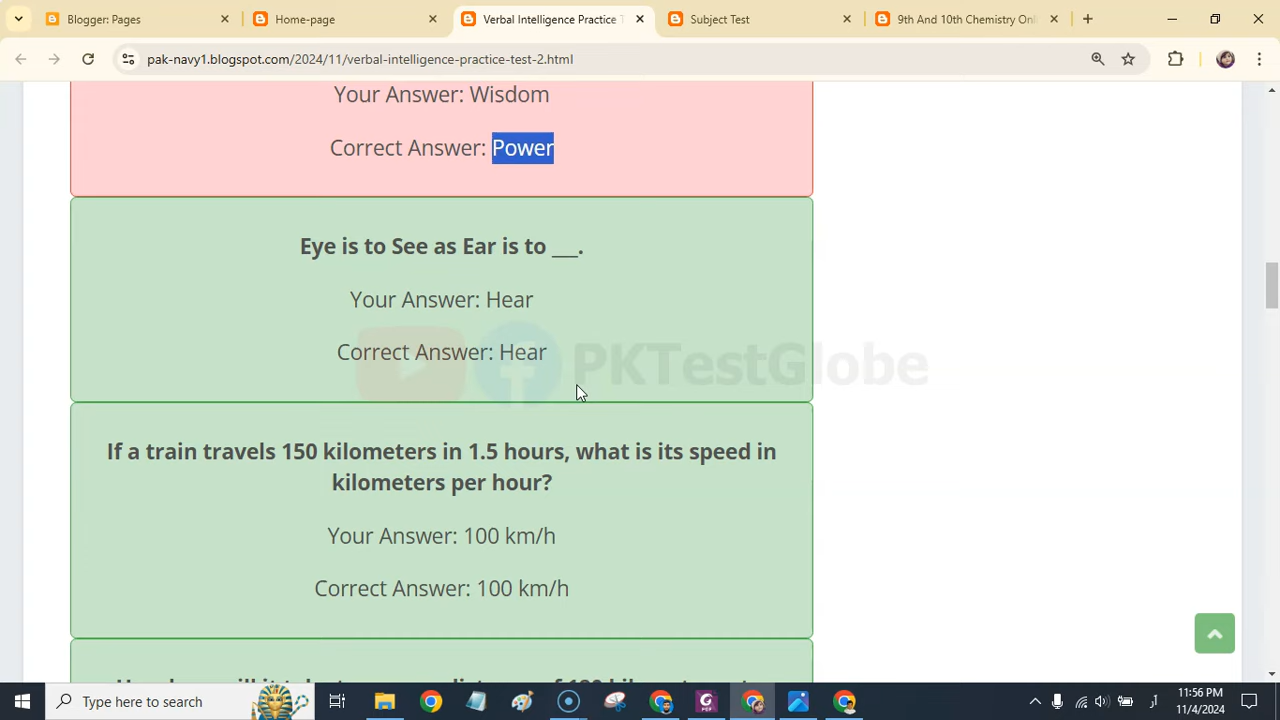 Blogger: Pages
Home-page
Verbal Intelligence Practice T
Subject Test
9th And 10th Chemistry Onl
pak-navy1.blogspot.com/2024/11/verbal-intelligence-practice-test-2.html
Your Answer: Wisdom
Correct Answer: Power
Eye is to See as Ear is to ___.
Your Answer: Hear
Correct Answer: Hear
PKTestGlobe
If a train travels 150 kilometers in 1.5 hours, what is its speed in
kilometers per hour?
Your Answer: 100 km/h
Correct Answer: 100 km/h
Type here to search
11:56 PM
11/4/2024